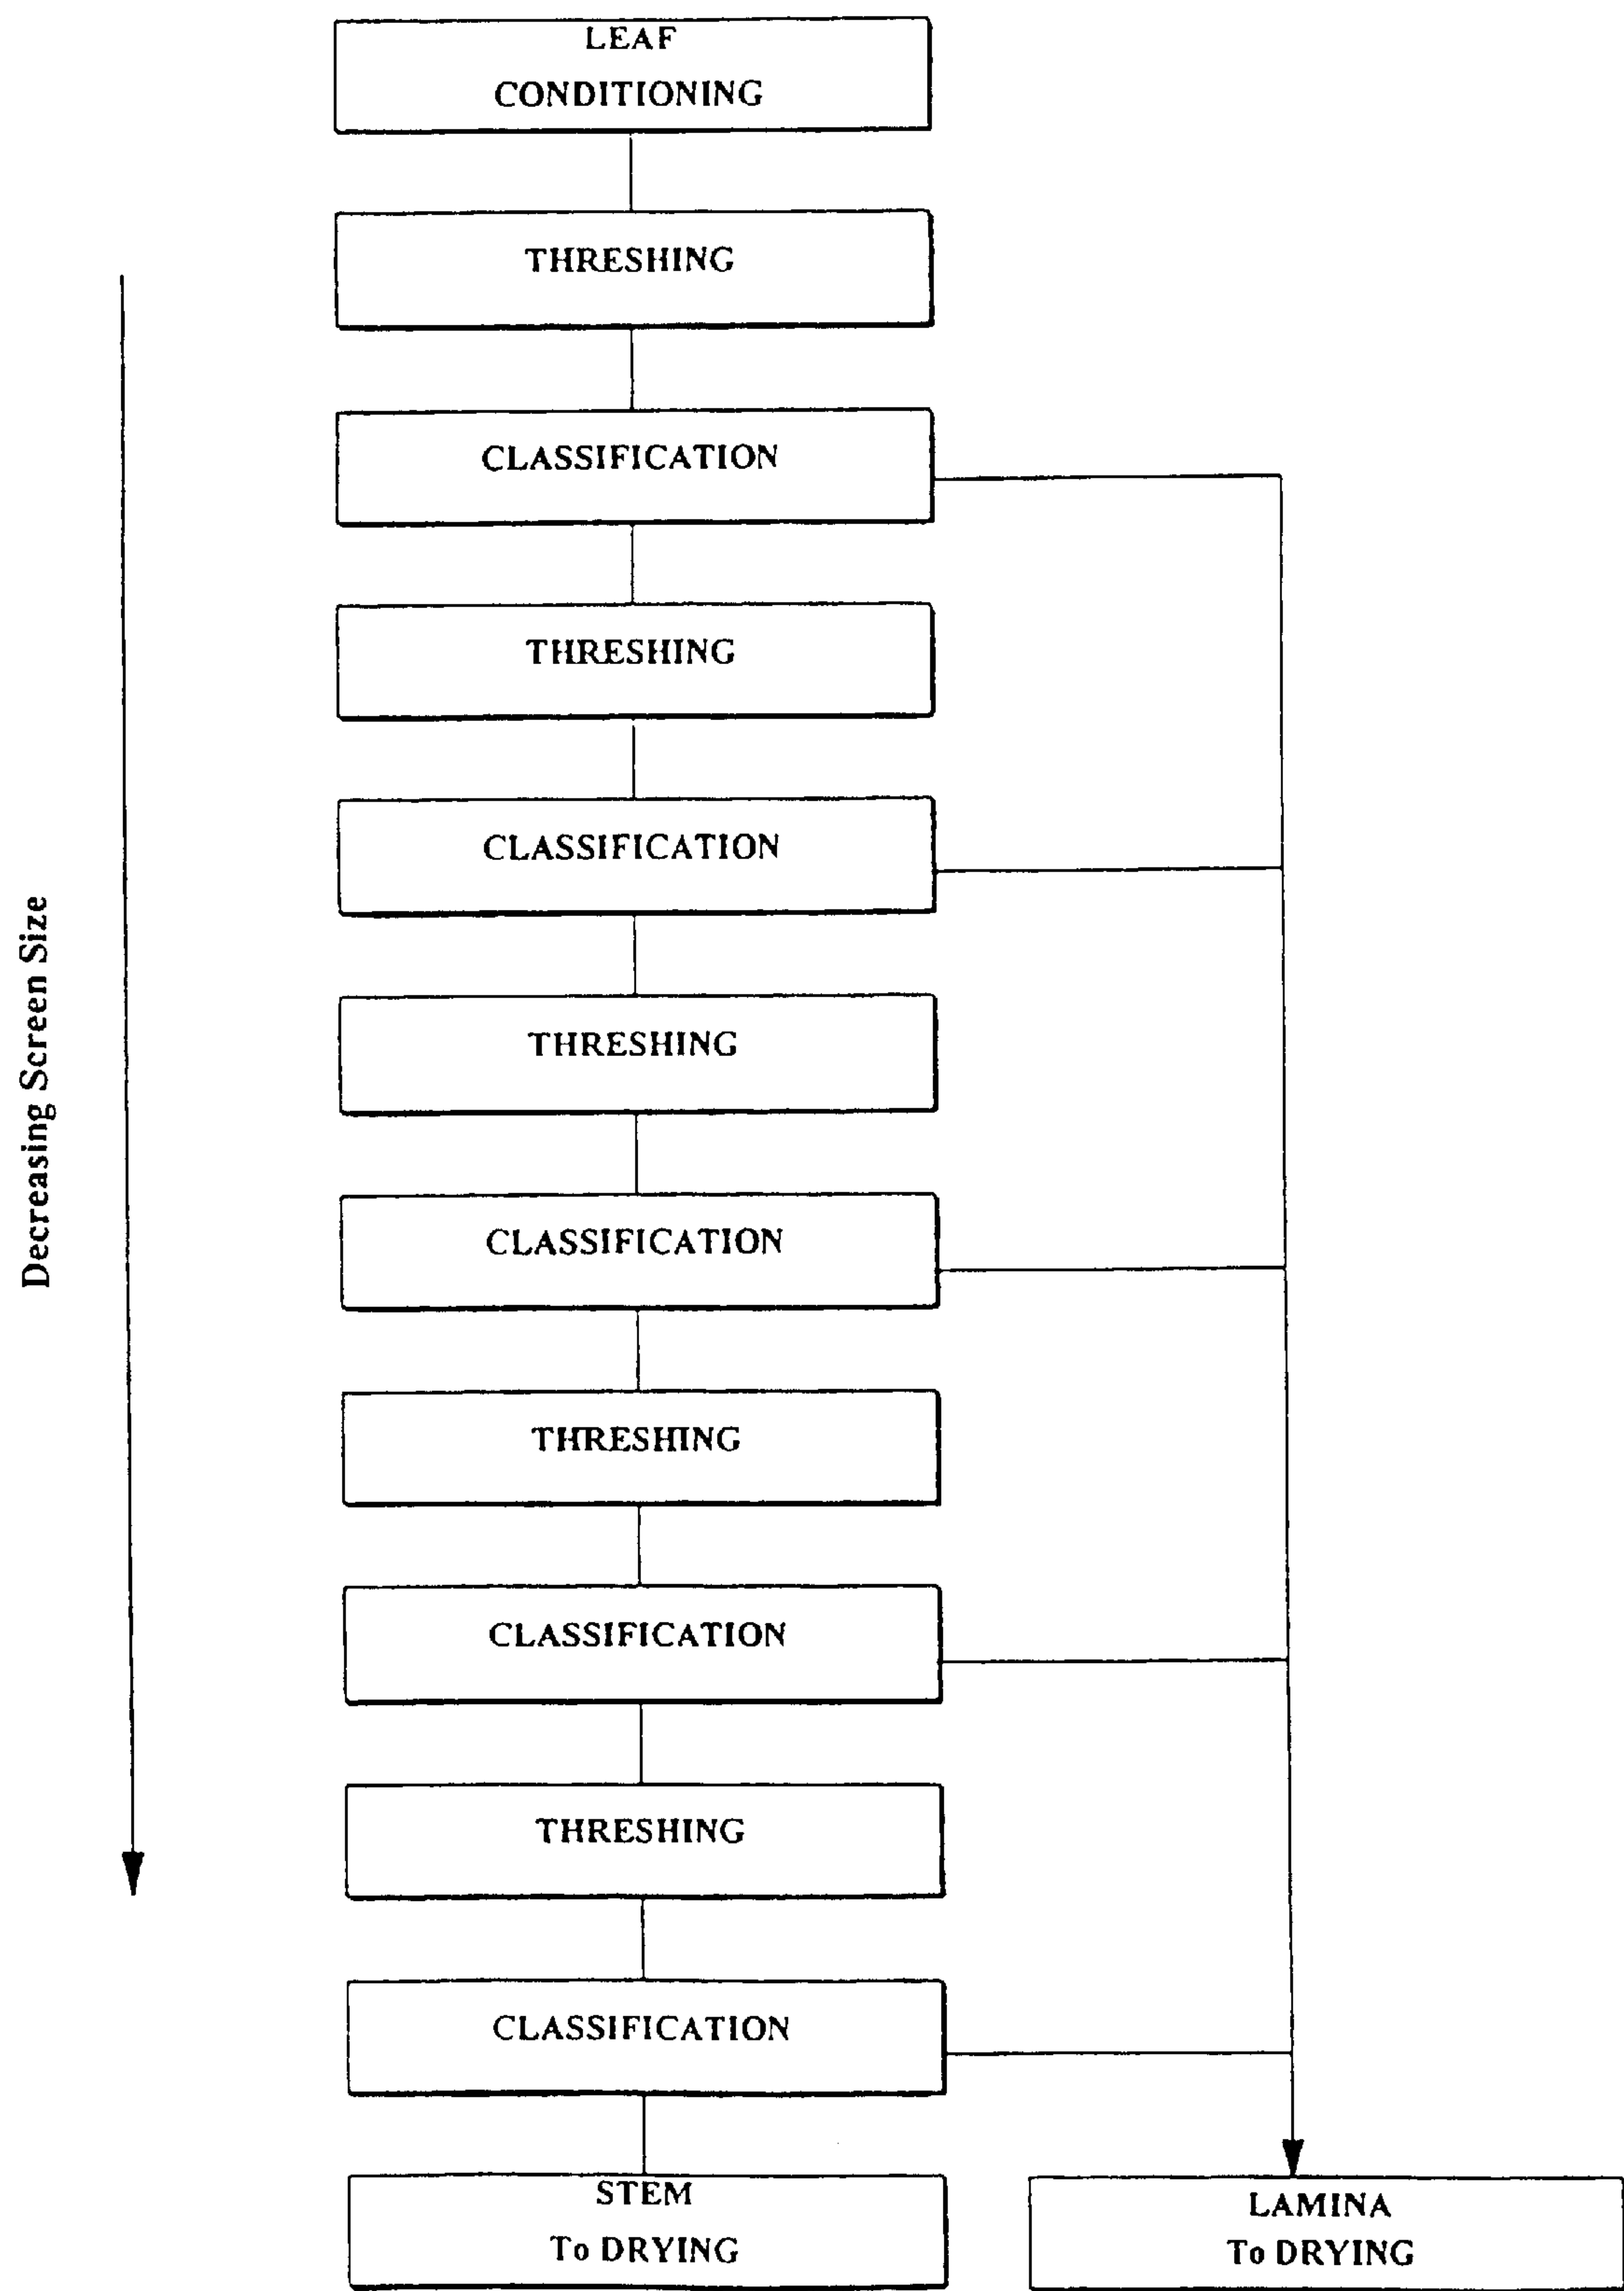 LEAF
CONDITIONING
THRESHING
CLASSIFICATION
THRESHING
CLASSIFICATION
THRESHING
CLASSIFICATION
THRESHING
CLASSIFICATION
THRESHING
CLASSIFICATION
STEM
To DRYING
LAMINA
To DRYING
Decreasing Screen Size